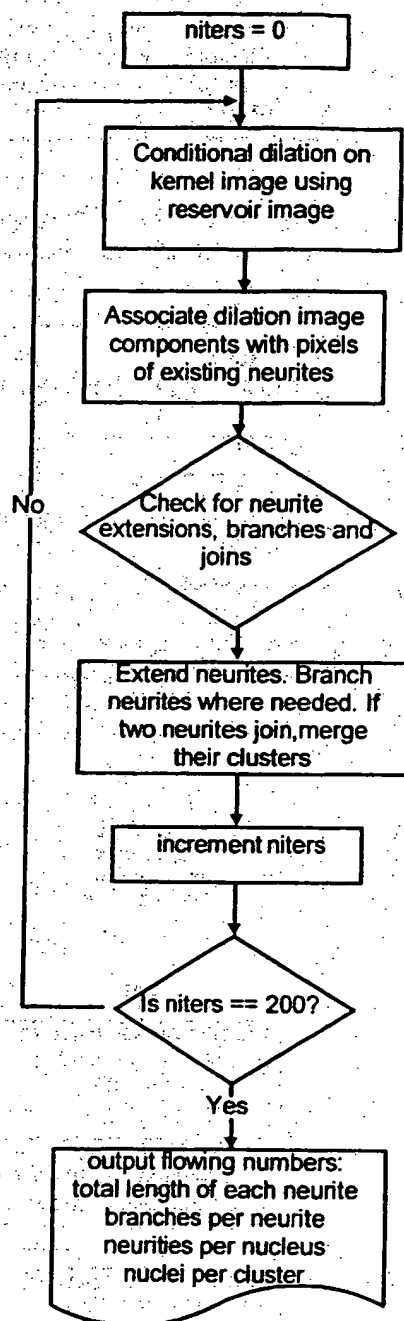 niters = 0
Conditional dilation on
kernel image using
reservoir image
Associate dilation image
components with pixels
of existing neurites
Check for neurite
extensions, branches and
joins
No
Extend neurites. Branch
neurites where needed. If
two neurites join,merge
their clusters
increment niters
Is niters == 200?
Yes
output flowing numbers:
total length of each neurite
branches per neurite
neurities per nucleus
nuclei per cluster